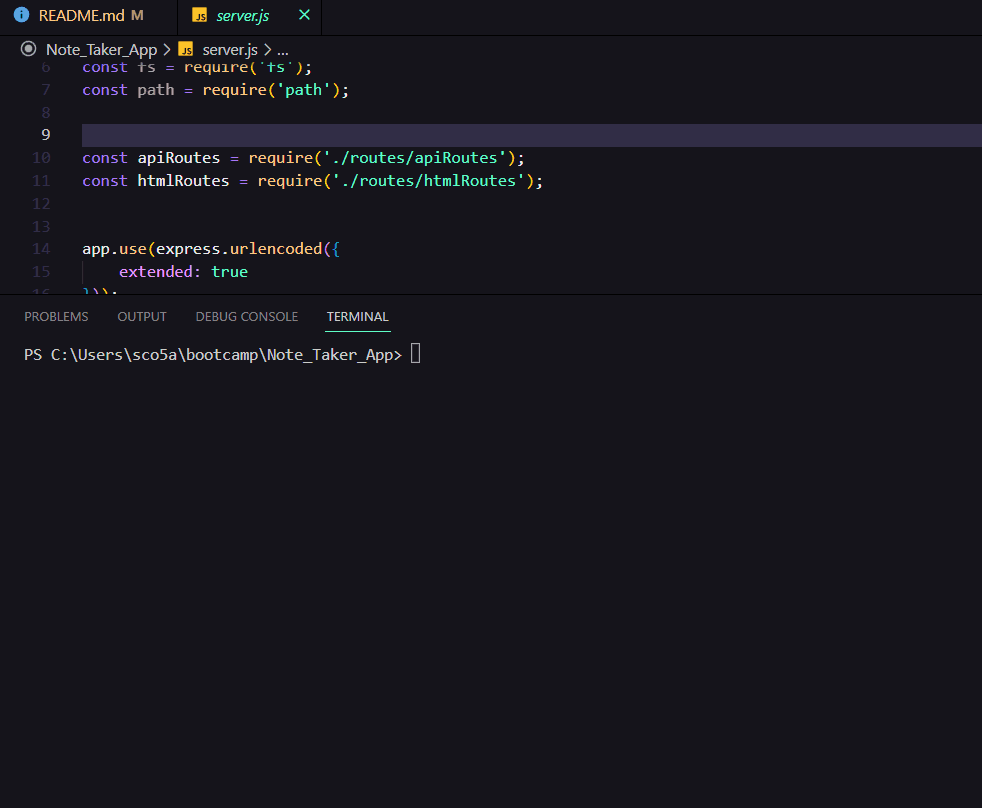 README.md M
JS server.js ×
Note_Taker_App > JS server.js > ...
6 const fs = require('fs');
7 const path = require('path');
8
9
10 const apiRoutes = require('./routes/apiRoutes');
11 const htmlRoutes = require('./routes/htmlRoutes');
12
13
14 app.use(express.urlencoded({
15 extended: true
16 }));
PROBLEMS OUTPUT DEBUG CONSOLE TERMINAL
PS C:\Users\sco5a\bootcamp\Note_Taker_App>